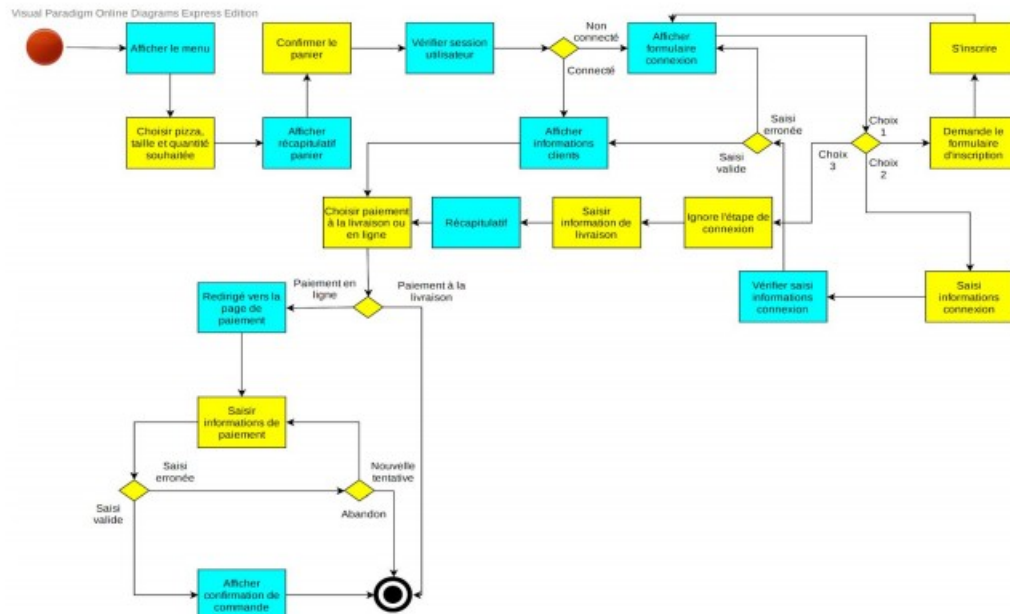 Visual Paradigm Online Diagrams Express Edition
Afficher le menu
Confirmer le
panier
Vérifier session
utilisateur
Non
connecté
Connecté
Afficher
formulaire
connexion
S'inscrire
Choisir pizza,
taille et quantité
souhaitée
Afficher
récapitulatif
panier
Afficher
informations
clients
Saisi
erronée
Saisi
valide
Choix
1
Choix
2
Choix
3
Demande le
formulaire
d'inscription
Choisir paiement
à la livraison ou
en ligne
Récapitulatif
Saisir
information de
livraison
Ignore l'étape de
connexion
Paiement en
ligne
Paiement à la
livraison
Redirigé vers la
page de
paiement
Vérifier saisi
informations
connexion
Saisi
informations
connexion
Saisir
informations de
paiement
Saisi
erronée
Nouvelle
tentative
Saisi
valide
Abandon
Afficher
confirmation de
commande